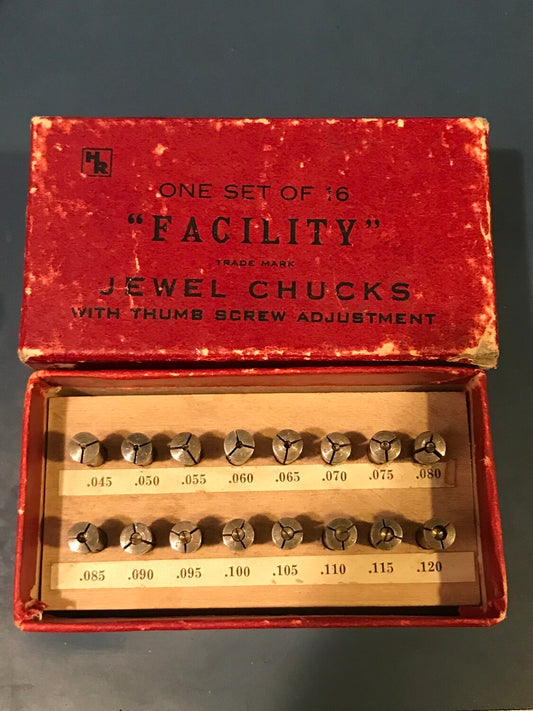 HR
ONE SET OF 16
"FACILITY"
TRADE MARK
JEWEL CHUCKS
WITH THUMB SCREW ADJUSTMENT
.045 .050 .055 .060 .065 .070 .075 .080
.085 .090 .095 .100 .105 .110 .115 .120